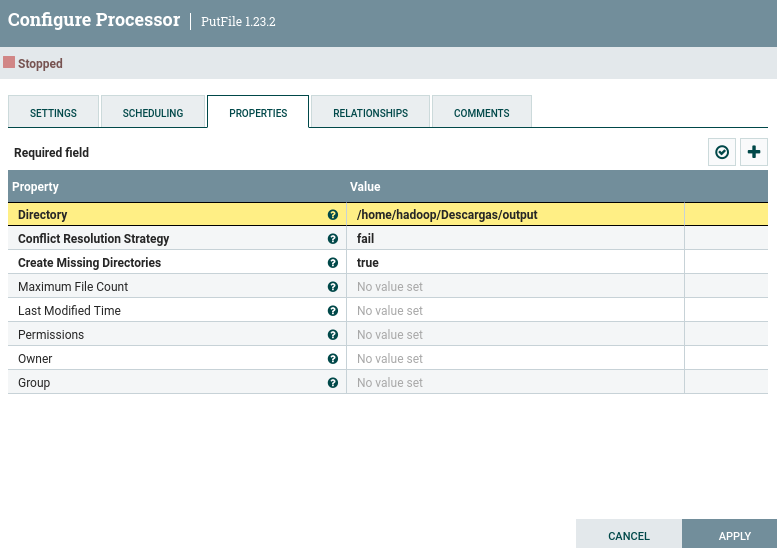 Configure Processor | PutFile 1.23.2
Stopped
SETTINGS SCHEDULING PROPERTIES RELATIONSHIPS COMMENTS
Required field
Property Value
Directory /home/hadoop/Descargas/output
Conflict Resolution Strategy fail
Create Missing Directories true
Maximum File Count No value set
Last Modified Time No value set
Permissions No value set
Owner No value set
Group No value set
CANCEL APPLY